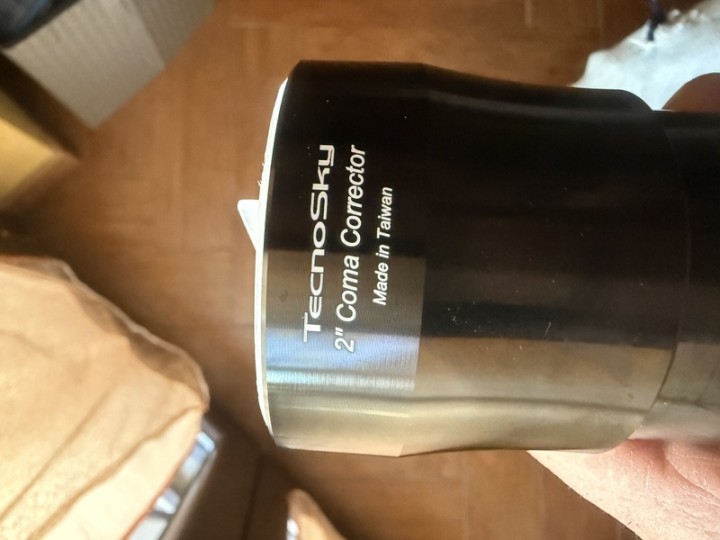 TecnoSky
2" Coma Corrector
Made in Taiwan